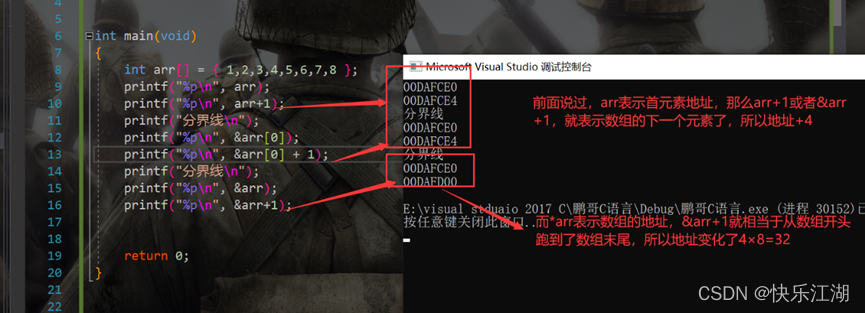 6 int main(void)
7 {
8 int arr[] = { 1,2,3,4,5,6,7,8 };
9 printf("%p\n", arr);
10 printf("%p\n", arr+1);
11 printf("分界线\n");
12 printf("%p\n", &arr[0]);
13 printf("%p\n", &arr[0] + 1);
14 printf("分界线\n");
15 printf("%p\n", &arr);
16 printf("%p\n", &arr+1);
17
18
19 return 0;
20 }
21
22
Microsoft Visual Studio 调试控制台
00DAFCE0
00DAFCE4
分界线
00DAFCE0
00DAFCE4
分界线
00DAFCE0
00DAFD00
E:\visual stduaio 2017 C\鹏哥C语言\Debug\鹏哥C语言.exe (进程 30152)已
按任意键关闭此窗口...
前面说过，arr表示首元素地址，那么arr+1或者&arr
+1，就表示数组的下一个元素了，所以地址+4
而*arr表示数组的地址，&arr+1就相当于从数组开头
跑到了数组末尾，所以地址变化了4×8=32
CSDN @快乐江湖